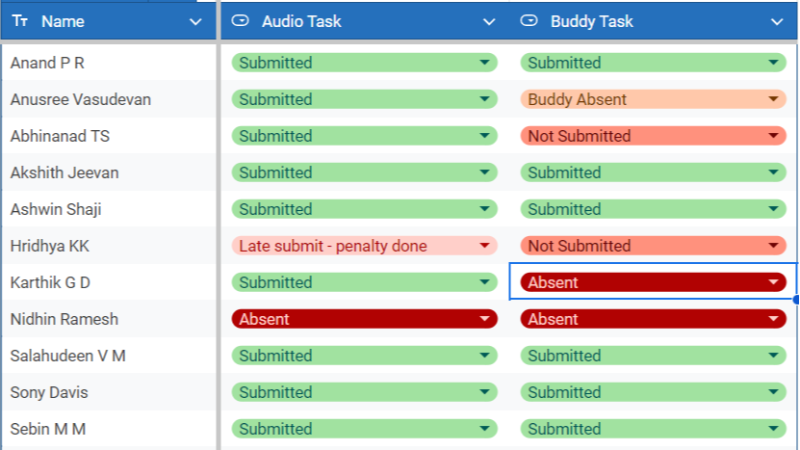 Tт Name Audio Task Buddy Task
Anand P R Submitted Submitted
Anusree Vasudevan Submitted Buddy Absent
Abhinanad TS Submitted Not Submitted
Akshith Jeevan Submitted Submitted
Ashwin Shaji Submitted Submitted
Hridhya KK Late submit - penalty done Not Submitted
Karthik G D Submitted Absent
Nidhin Ramesh Absent Absent
Salahudeen V M Submitted Submitted
Sony Davis Submitted Submitted
Sebin M M Submitted Submitted